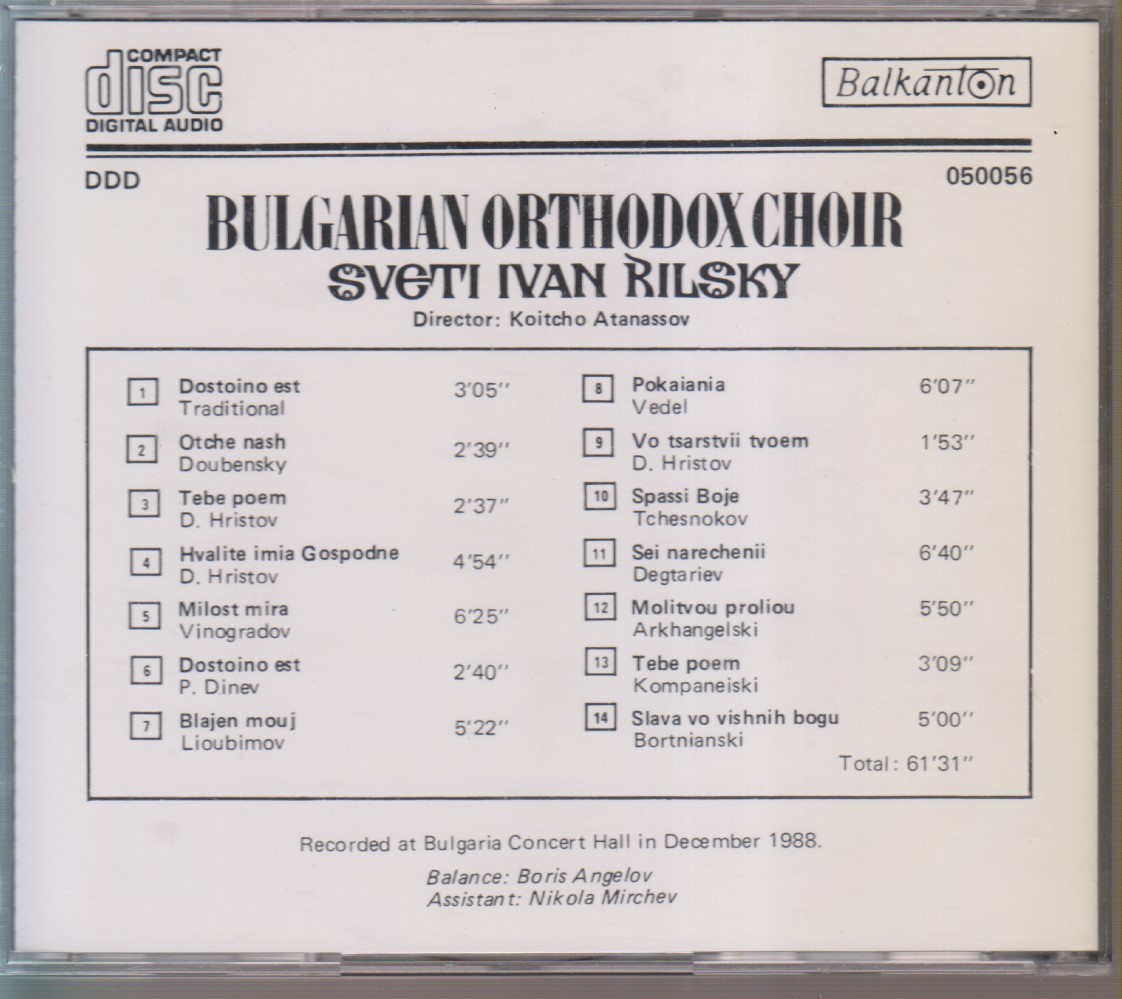 COMPACT
disc
DIGITAL AUDIO
Balkanton
DDD
050056
BULGARIAN ORTHODOX CHOIR
SVETI IVAN RILSKY
Director: Koitcho Atanassov
1 Dostoino est 3'05''
Traditional
2 Otche nash 2'39''
Doubensky
3 Tebe poem 2'37''
D. Hristov
4 Hvalite imia Gospodne 4'54''
D. Hristov
5 Milost mira 6'25''
Vinogradov
6 Dostoino est 2'40''
P. Dinev
7 Blajen mouj 5'22''
Lioubimov
8 Pokaiania 6'07''
Vedel
9 Vo tsarstvii tvoem 1'53''
D. Hristov
10 Spassi Boje 3'47''
Tchesnokov
11 Sei narechenii 6'40''
Degtariev
12 Molitvou proliou 5'50''
Arkhangelski
13 Tebe poem 3'09''
Kompaneiski
14 Slava vo vishnih bogu 5'00''
Bortnianski
Total: 61'31''
Recorded at Bulgaria Concert Hall in December 1988.
Balance: Boris Angelov
Assistant: Nikola Mirchev